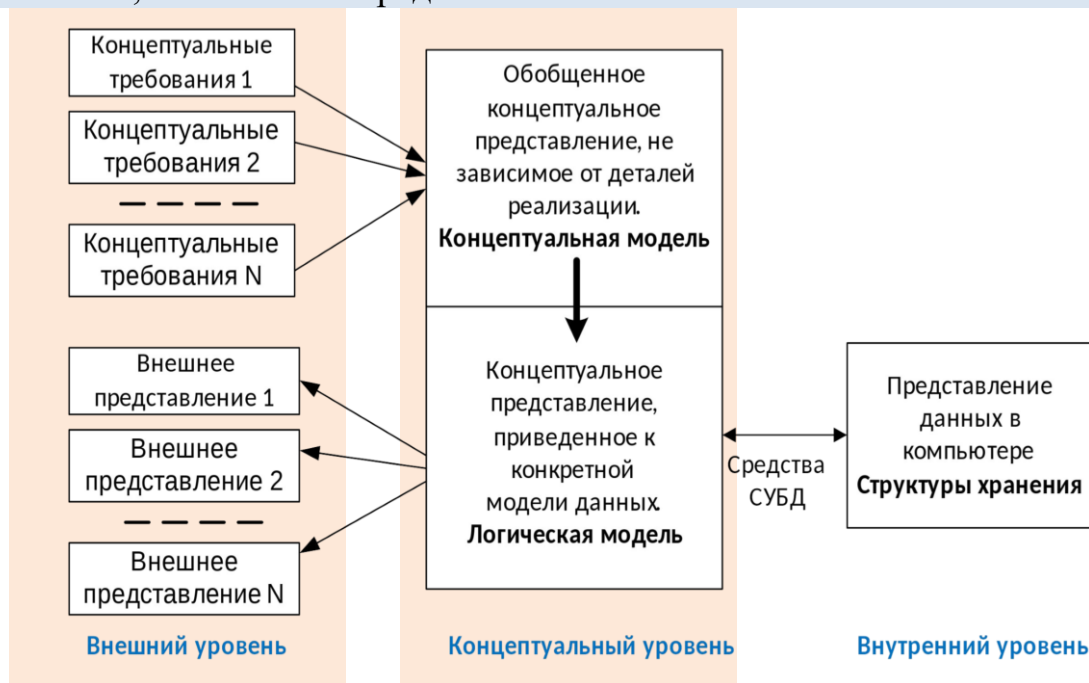 Концептуальные
требования 1
Концептуальные
требования 2
Концептуальные
требования N
Внешнее
представление 1
Внешнее
представление 2
Внешнее
представление N
Внешний уровень
Обобщенное
концептуальное
представление, не
зависимое от деталей
реализации.
Концептуальная модель
Концептуальное
представление,
приведенное к
конкретной
модели данных.
Логическая модель
Концептуальный уровень
Средства
СУБД
Представление
данных в
компьютере
Структуры хранения
Внутренний уровень